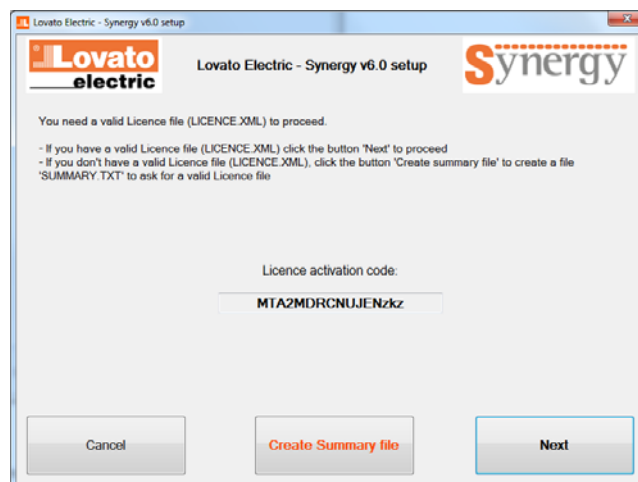 Lovato Electric - Synergy v6.0 setup
Lovato
electric
Lovato Electric - Synergy v6.0 setup
Synergy
You need a valid Licence file (LICENCE.XML) to proceed.
- If you have a valid Licence file (LICENCE.XML) click the button 'Next' to proceed
- If you don't have a valid Licence file (LICENCE.XML), click the button 'Create summary file' to create a file
'SUMMARY.TXT' to ask for a valid Licence file
Licence activation code:
MTA2MDRCNUJENzkz
Cancel
Create Summary file
Next